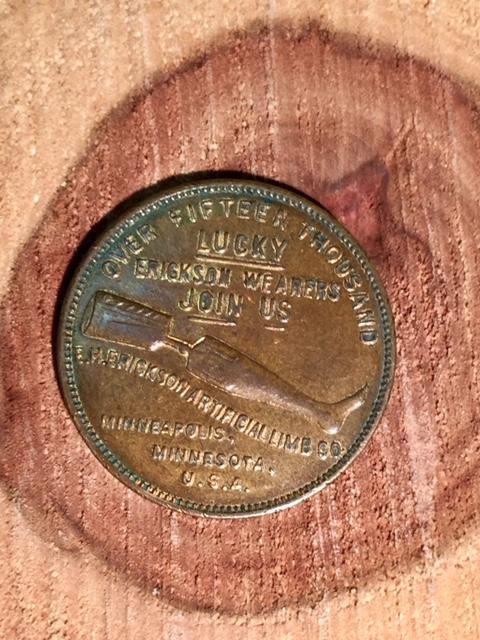 OVER FIFTEEN THOUSAND
LUCKY
ERICKSON WEARERS
JOIN US
E.H.ERICKSON ARTIFICIAL LIMB CO.
MINNEAPOLIS,
MINNESOTA,
U.S.A.